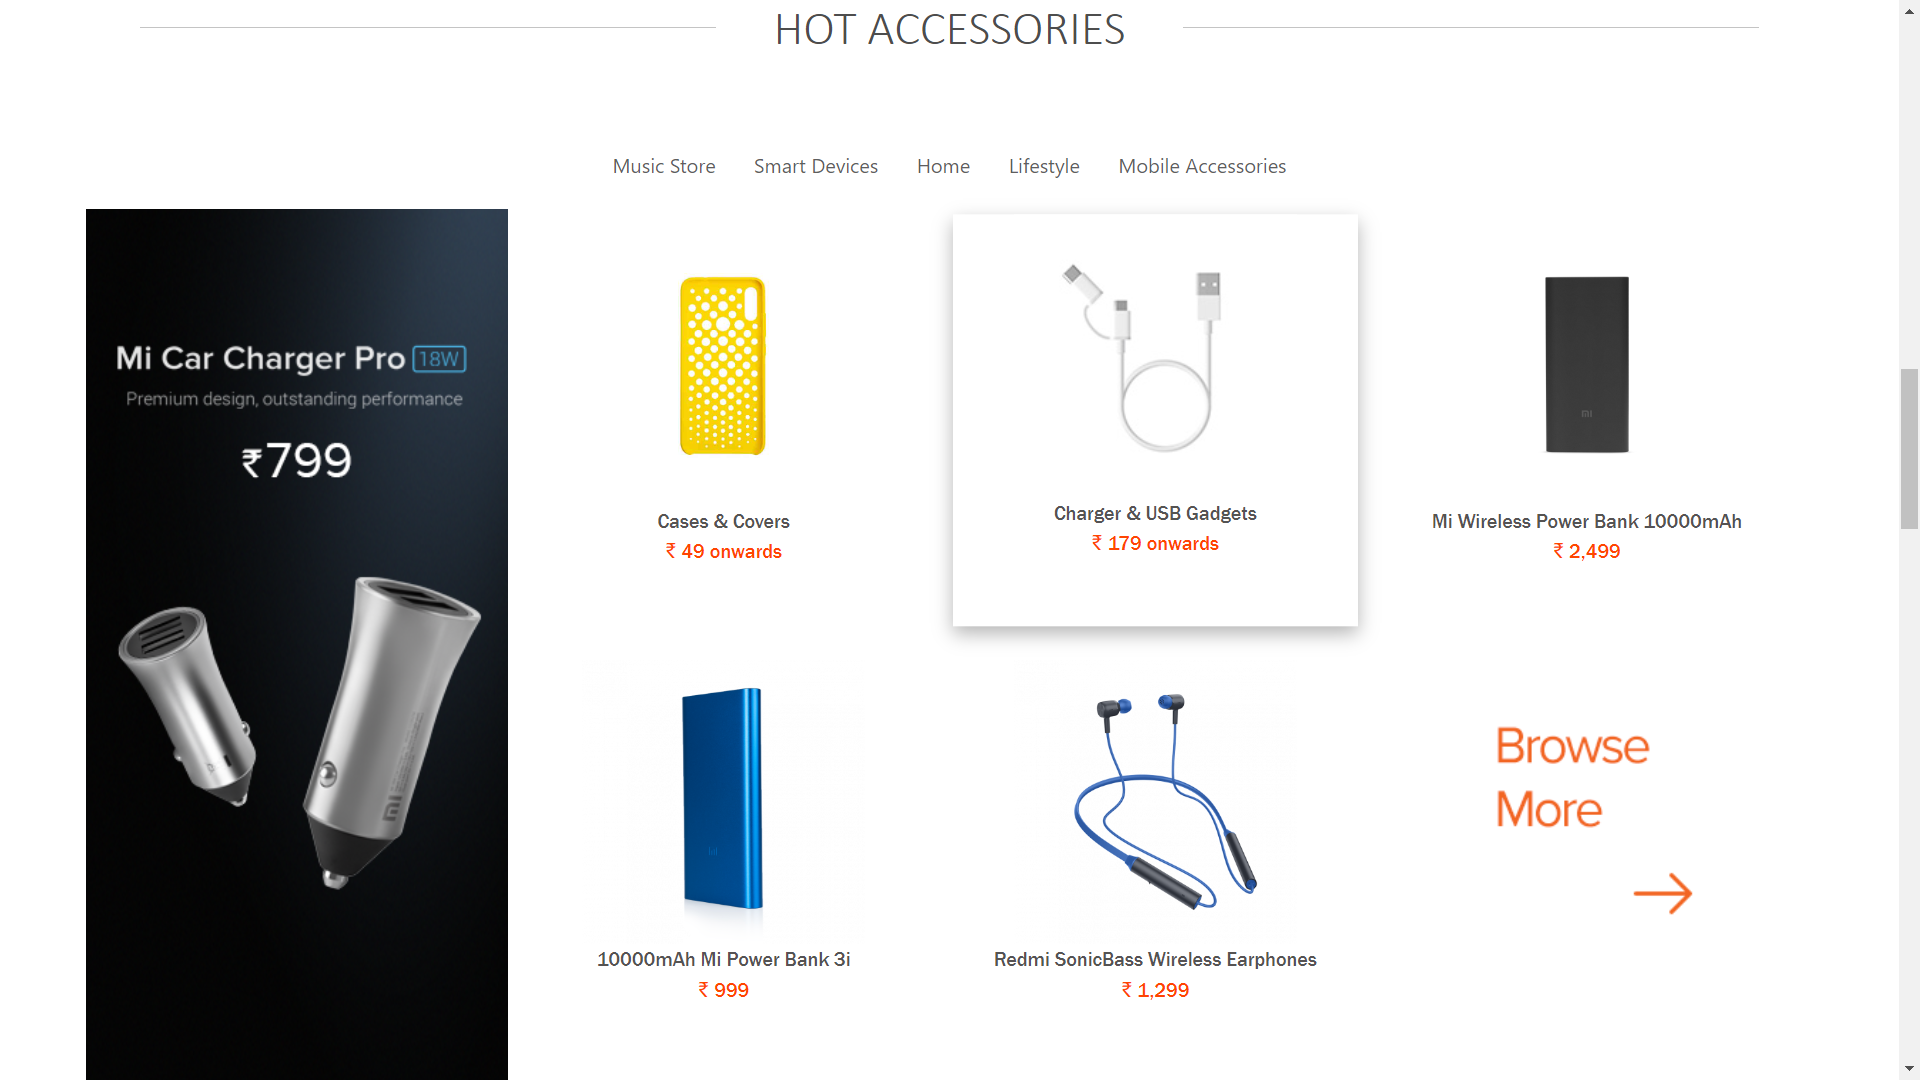 HOT ACCESSORIES
Music Store Smart Devices Home Lifestyle Mobile Accessories
Mi Car Charger Pro 18W
Premium design, outstanding performance
₹799
Cases & Covers
₹ 49 onwards
Charger & USB Gadgets
₹ 179 onwards
Mi Wireless Power Bank 10000mAh
₹ 2,499
10000mAh Mi Power Bank 3i
₹ 999
Redmi SonicBass Wireless Earphones
₹ 1,299
Browse
More